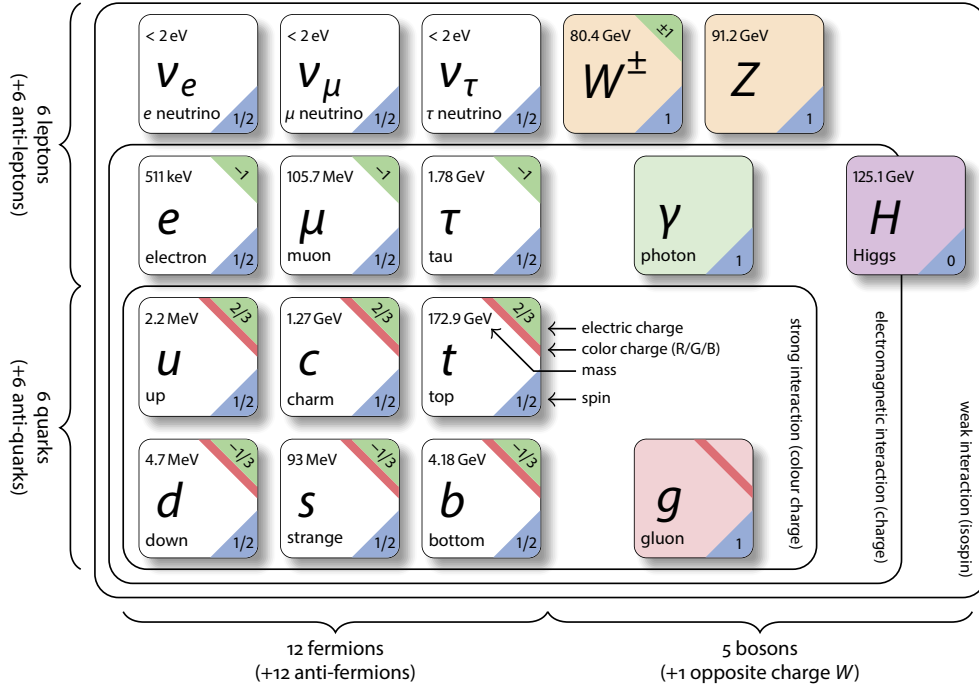 < 2 eV
ν_e
e neutrino
1/2
< 2 eV
ν_μ
μ neutrino
1/2
< 2 eV
ν_τ
τ neutrino
1/2
80.4 GeV
±1
W^±
1
91.2 GeV
Z
1
6 leptons
(+6 anti-leptons)
511 keV
−1
e
electron
1/2
105.7 MeV
−1
μ
muon
1/2
1.78 GeV
−1
τ
tau
1/2
γ
photon
1
125.1 GeV
H
Higgs
0
6 quarks
(+6 anti-quarks)
2.2 MeV
2/3
u
up
1/2
1.27 GeV
2/3
c
charm
1/2
172.9 GeV
2/3
t
top
1/2
electric charge
color charge (R/G/B)
mass
spin
4.7 MeV
−1/3
d
down
1/2
93 MeV
−1/3
s
strange
1/2
4.18 GeV
−1/3
b
bottom
1/2
g
gluon
1
strong interaction (colour charge)
electromagnetic interaction (charge)
weak interaction (isospin)
12 fermions
(+12 anti-fermions)
5 bosons
(+1 opposite charge W)